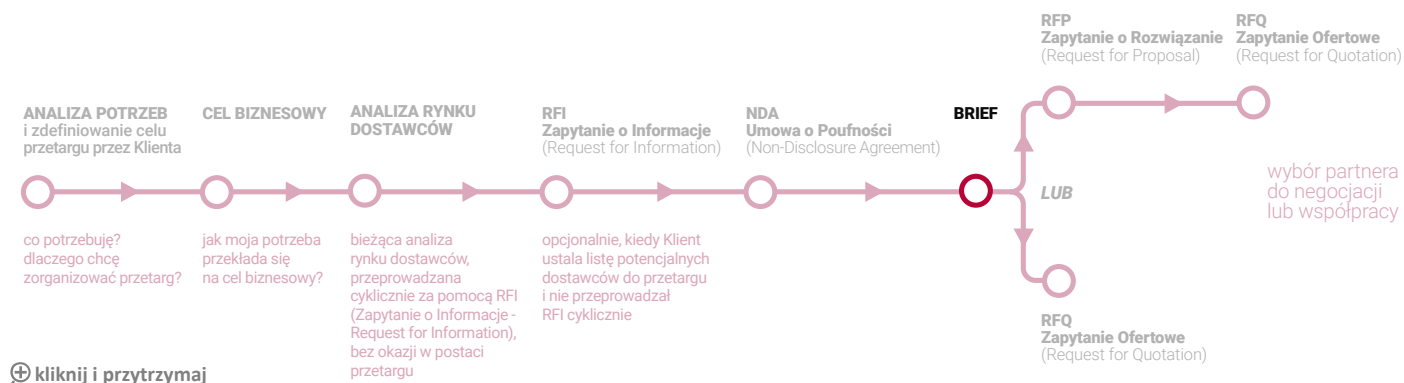 ANALIZA POTRZEB
i zdefiniowanie celu
przetargu przez Klienta
co potrzebuję?
dlaczego chcę
zorganizować przetarg?
CEL BIZNESOWY
jak moja potrzeba
przekłada się
na cel biznesowy?
ANALIZA RYNKU
DOSTAWCÓW
bieżąca analiza
rynku dostawców,
przeprowadzana
cyklicznie za pomocą RFI
(Zapytanie o Informacje -
Request for Information),
bez okazji w postaci
przetargu
RFI
Zapytanie o Informacje
(Request for Information)
opcjonalnie, kiedy Klient
ustala listę potencjalnych
dostawców do przetargu
i nie przeprowadzał
RFI cyklicznie
NDA
Umowa o Poufności
(Non-Disclosure Agreement)
BRIEF
RFP
Zapytanie o Rozwiązanie
(Request for Proposal)
RFQ
Zapytanie Ofertowe
(Request for Quotation)
LUB
RFQ
Zapytanie Ofertowe
(Request for Quotation)
wybór partnera
do negocjacji
lub współpracy
kliknij i przytrzymaj